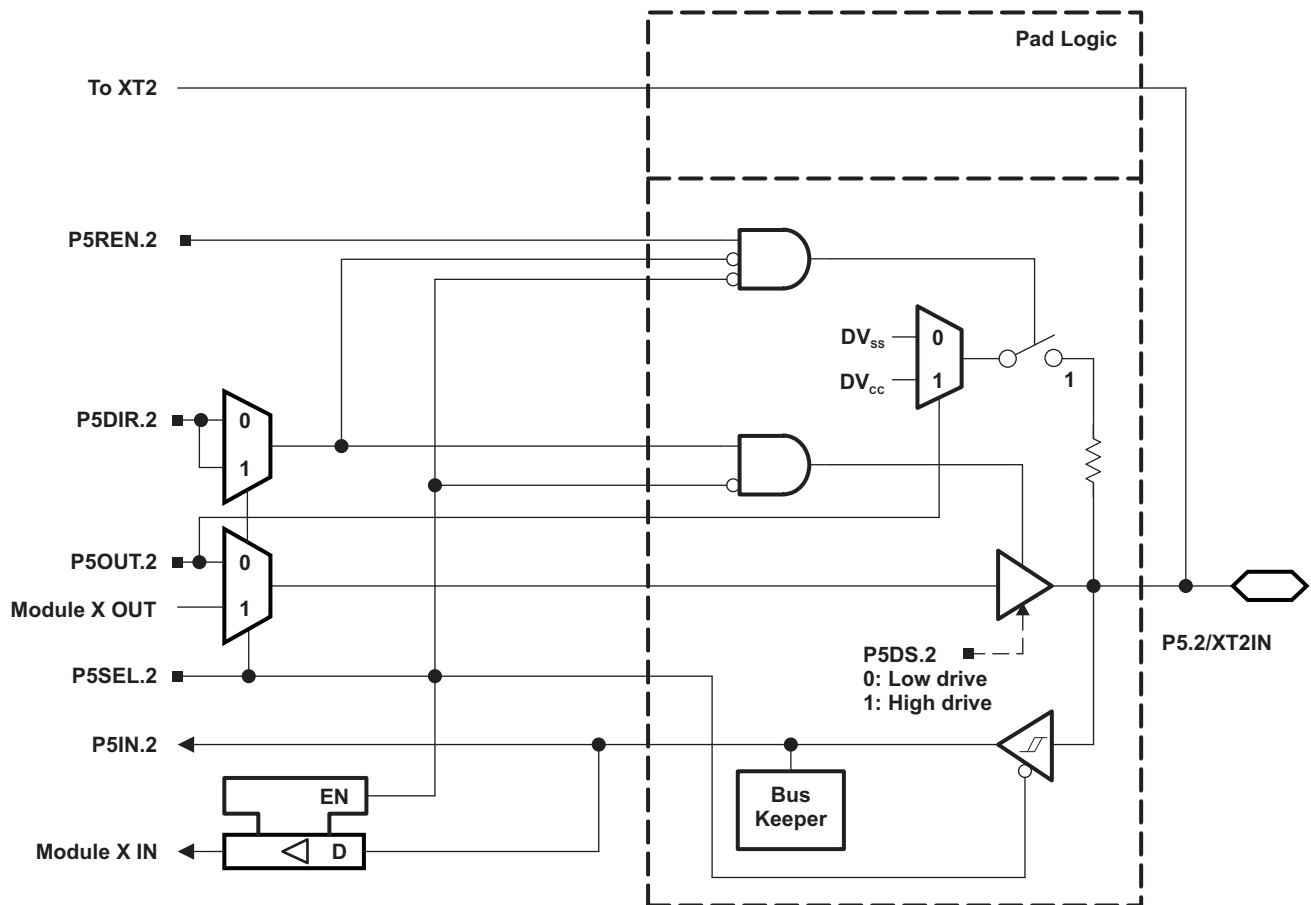 Pad Logic
To XT2
P5REN.2
DVSS
0
DVCC
1
1
P5DIR.2
0
1
P5OUT.2
0
Module X OUT
1
P5DS.2
0: Low drive
1: High drive
P5.2/XT2IN
P5SEL.2
P5IN.2
Bus
Keeper
EN
D
Module X IN